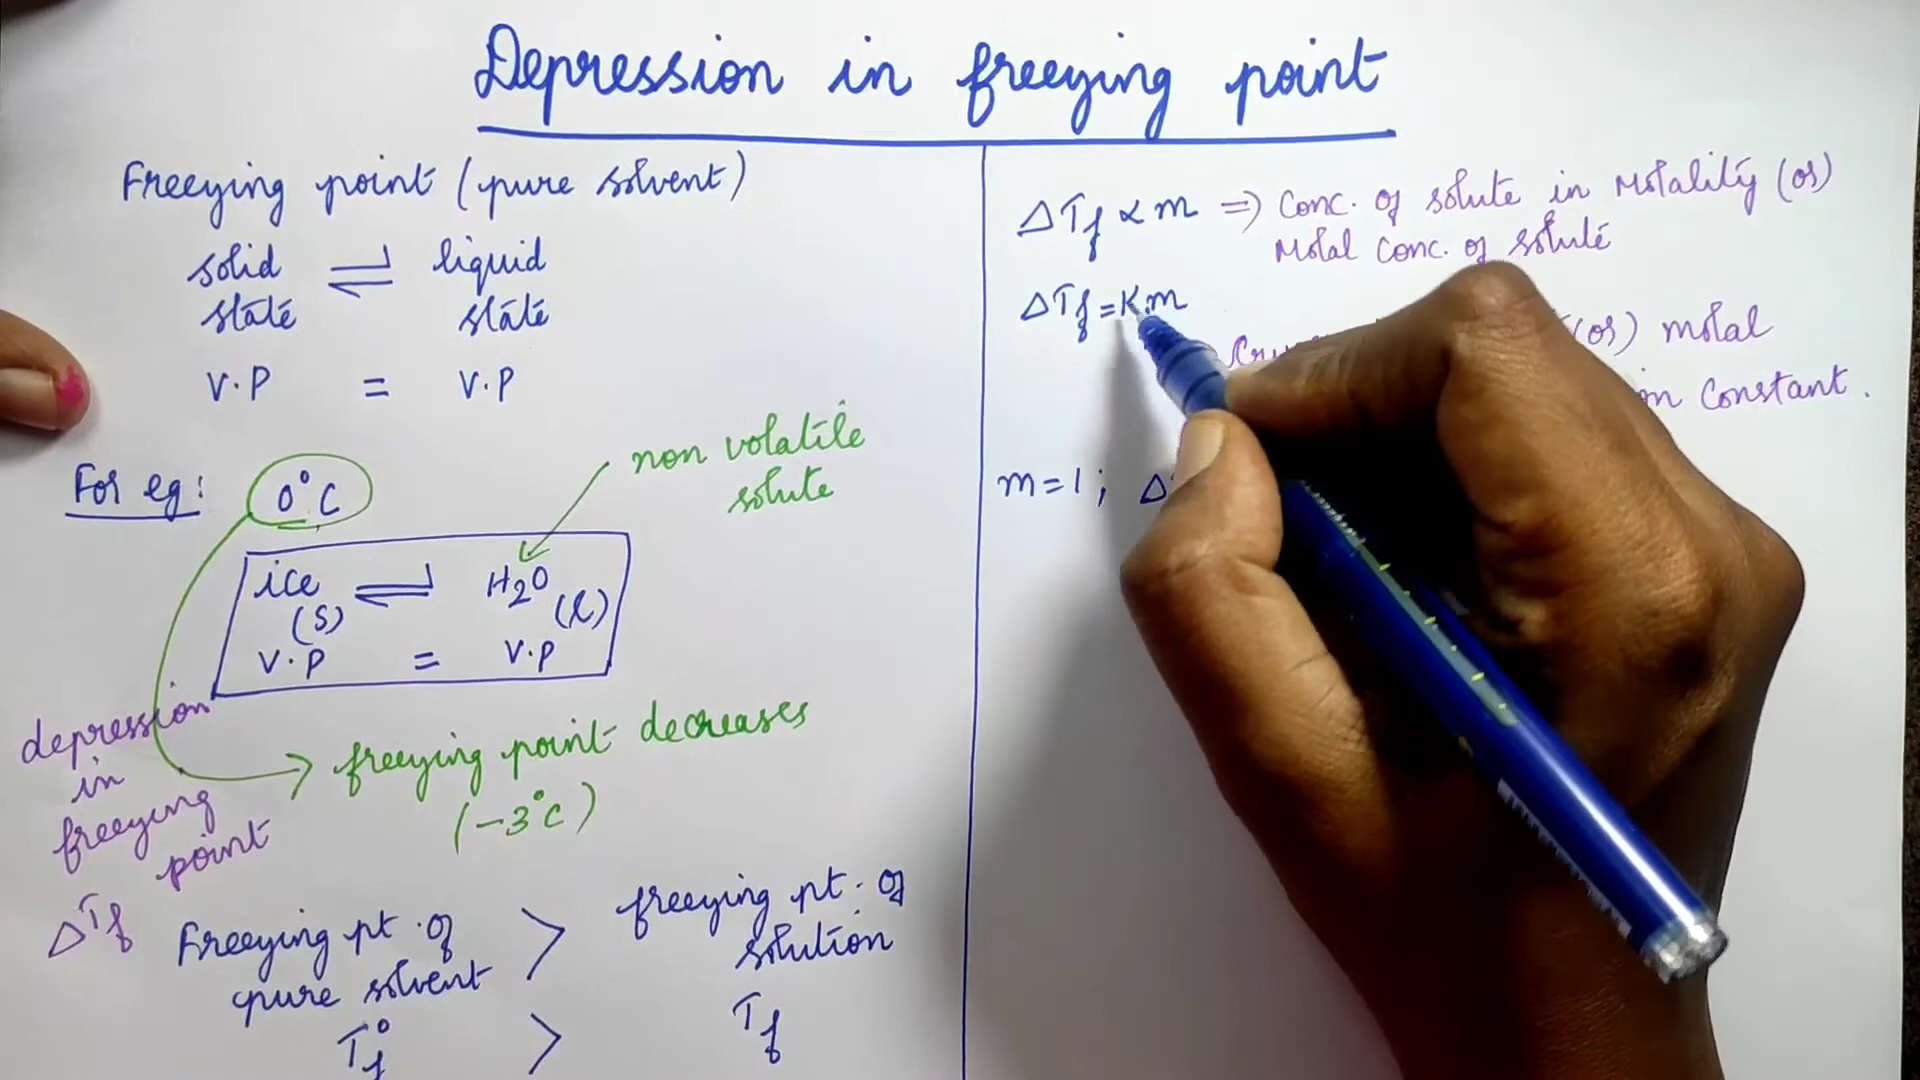 Depression in freezing point
Freezing point (pure solvent)
solid ⇌ liquid
state state
V.P = V.P
For eg: 0°C
non volatile
solute
ice ⇌ H2O
(s) (l)
V.P = V.P
depression
in
freezing
point
ΔTf
freezing point decreases
(-3°C)
Freezing pt. of > freezing pt. of
pure solvent solution
Tf° > Tf
ΔTf ∝ m ⇒ Conc. of solute in Molality (or)
Molal Conc. of solute
ΔTf = K.m
(or) molal
Constant.
m = 1 ; Δ